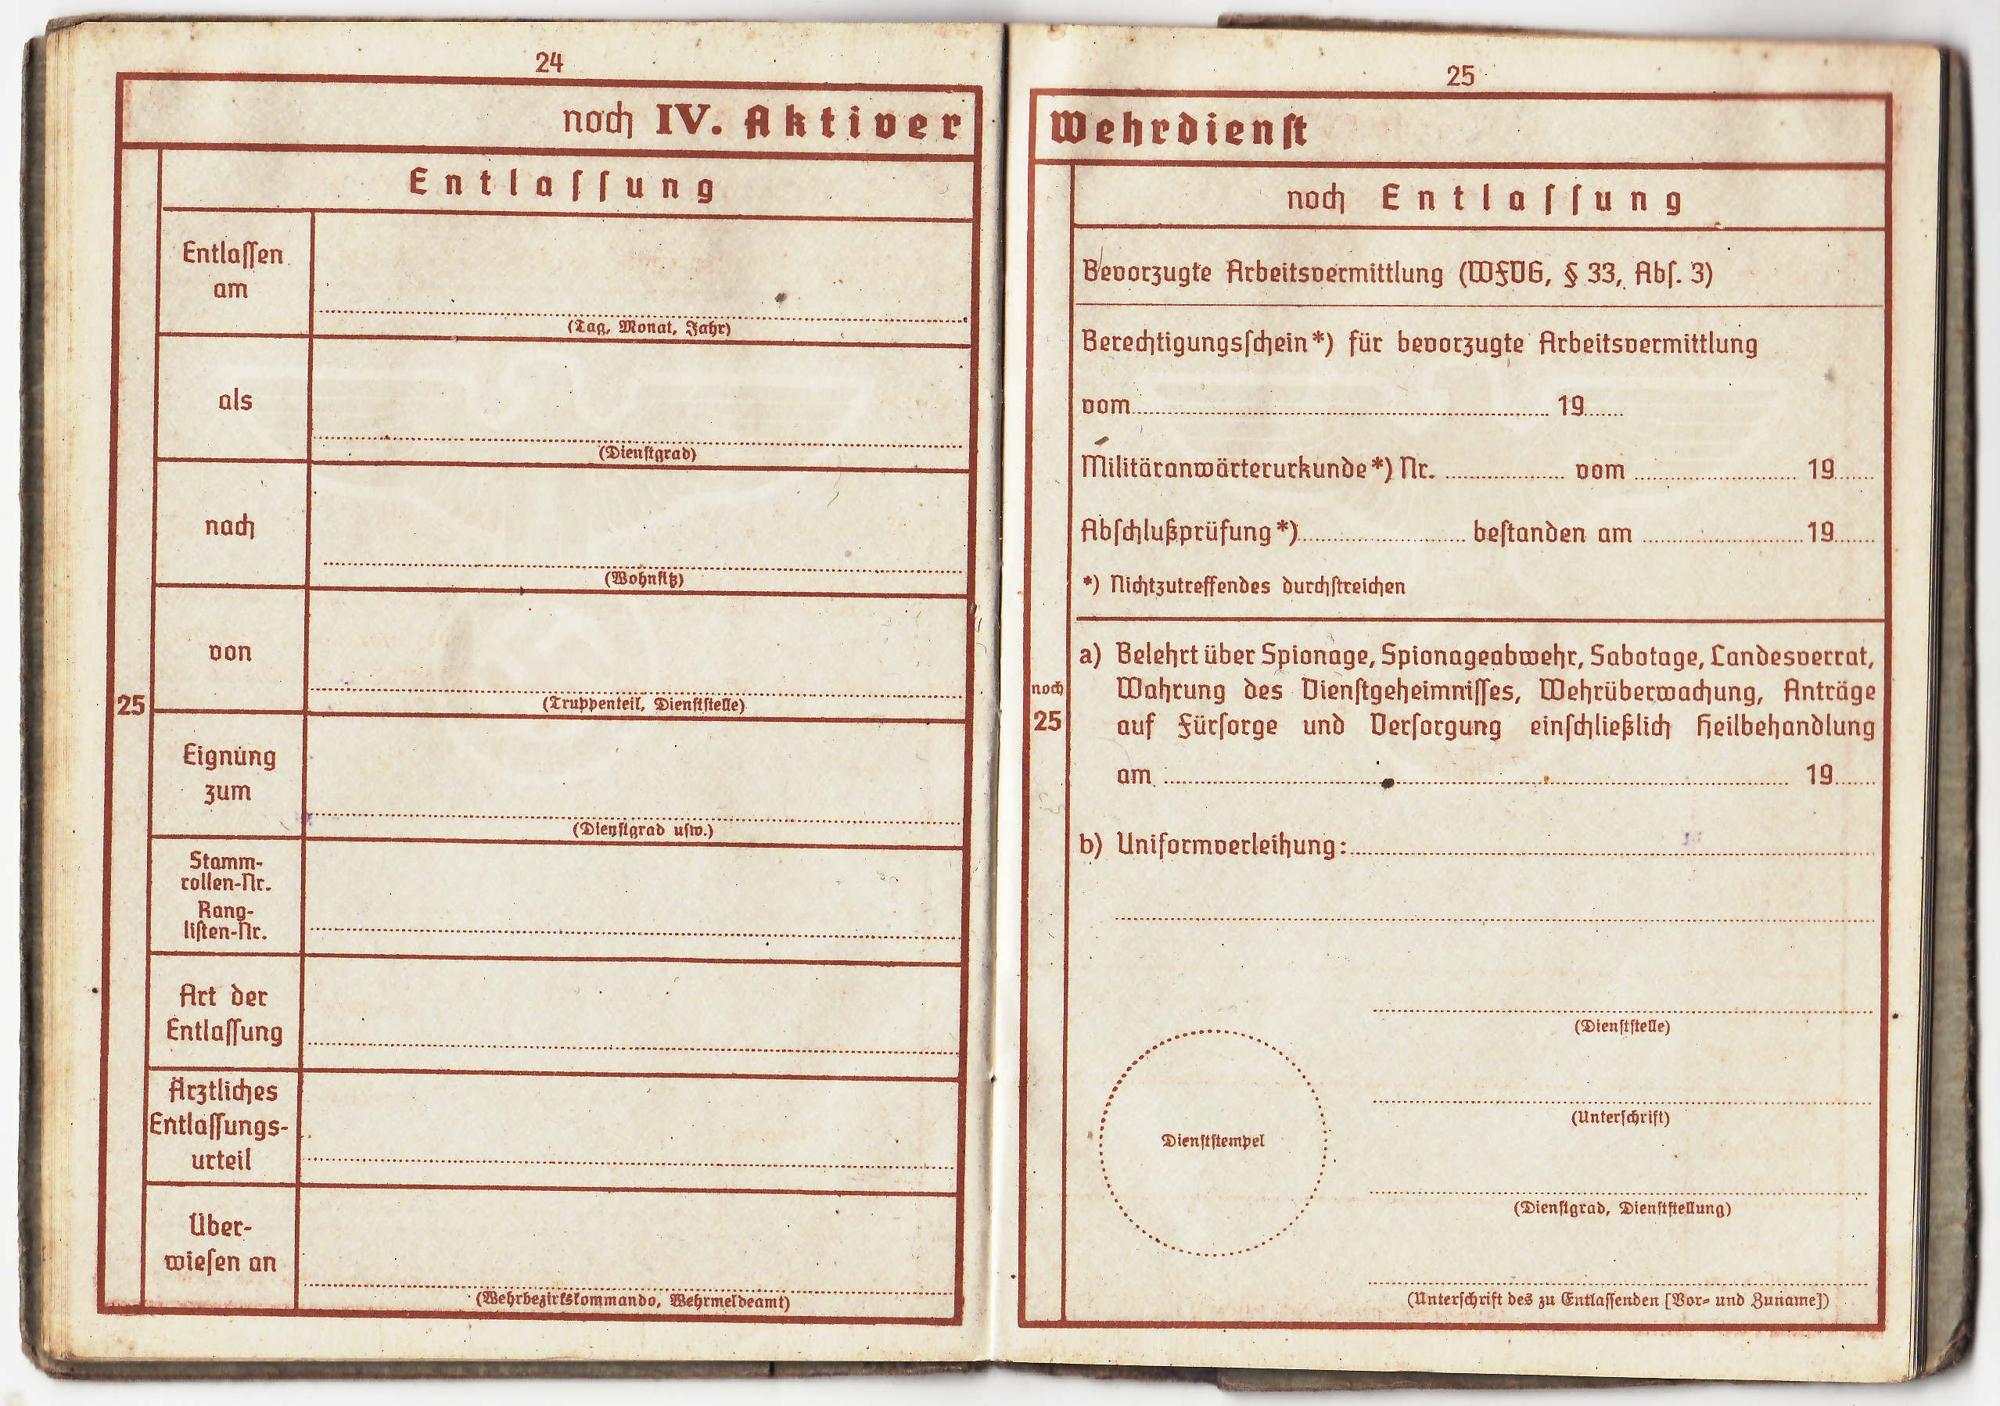 24
noch IV. Aktiver
Entlaſſung
Entlaſſen
am
(Tag, Monat, Jahr)
als
(Dienſtgrad)
nach
(Wohnſitz)
von
(Truppenteil, Dienſtſtelle)
25
Eignung
zum
(Dienſtgrad uſw.)
Stamm-
rollen-Nr.
Rang-
liſten-Nr.
Art der
Entlaſſung
Ärztliches
Entlaſſungs-
urteil
Über-
wieſen an
(Wehrbezirkskommando, Wehrmeldeamt)
25
Wehrdienſt
noch Entlaſſung
Bevorzugte Arbeitsvermittlung (WFVG, § 33, Abſ. 3)
Berechtigungsſchein*) für bevorzugte Arbeitsvermittlung
vom 19
Militäranwärterurkunde*) Nr. vom 19
Abſchlußprüfung*) beſtanden am 19
*) Nichtzutreffendes durchſtreichen
noch
25
a) Belehrt über Spionage, Spionageabwehr, Sabotage, Landesverrat,
Wahrung des Dienſtgeheimniſſes, Wehrüberwachung, Anträge
auf Fürſorge und Verſorgung einſchließlich Heilbehandlung
am 19
b) Uniformverleihung:
(Dienſtſtelle)
(Unterſchrift)
Dienſtſtempel
(Dienſtgrad, Dienſtſtellung)
(Unterſchrift des zu Entlaſſenden [Vor- und Zuname])